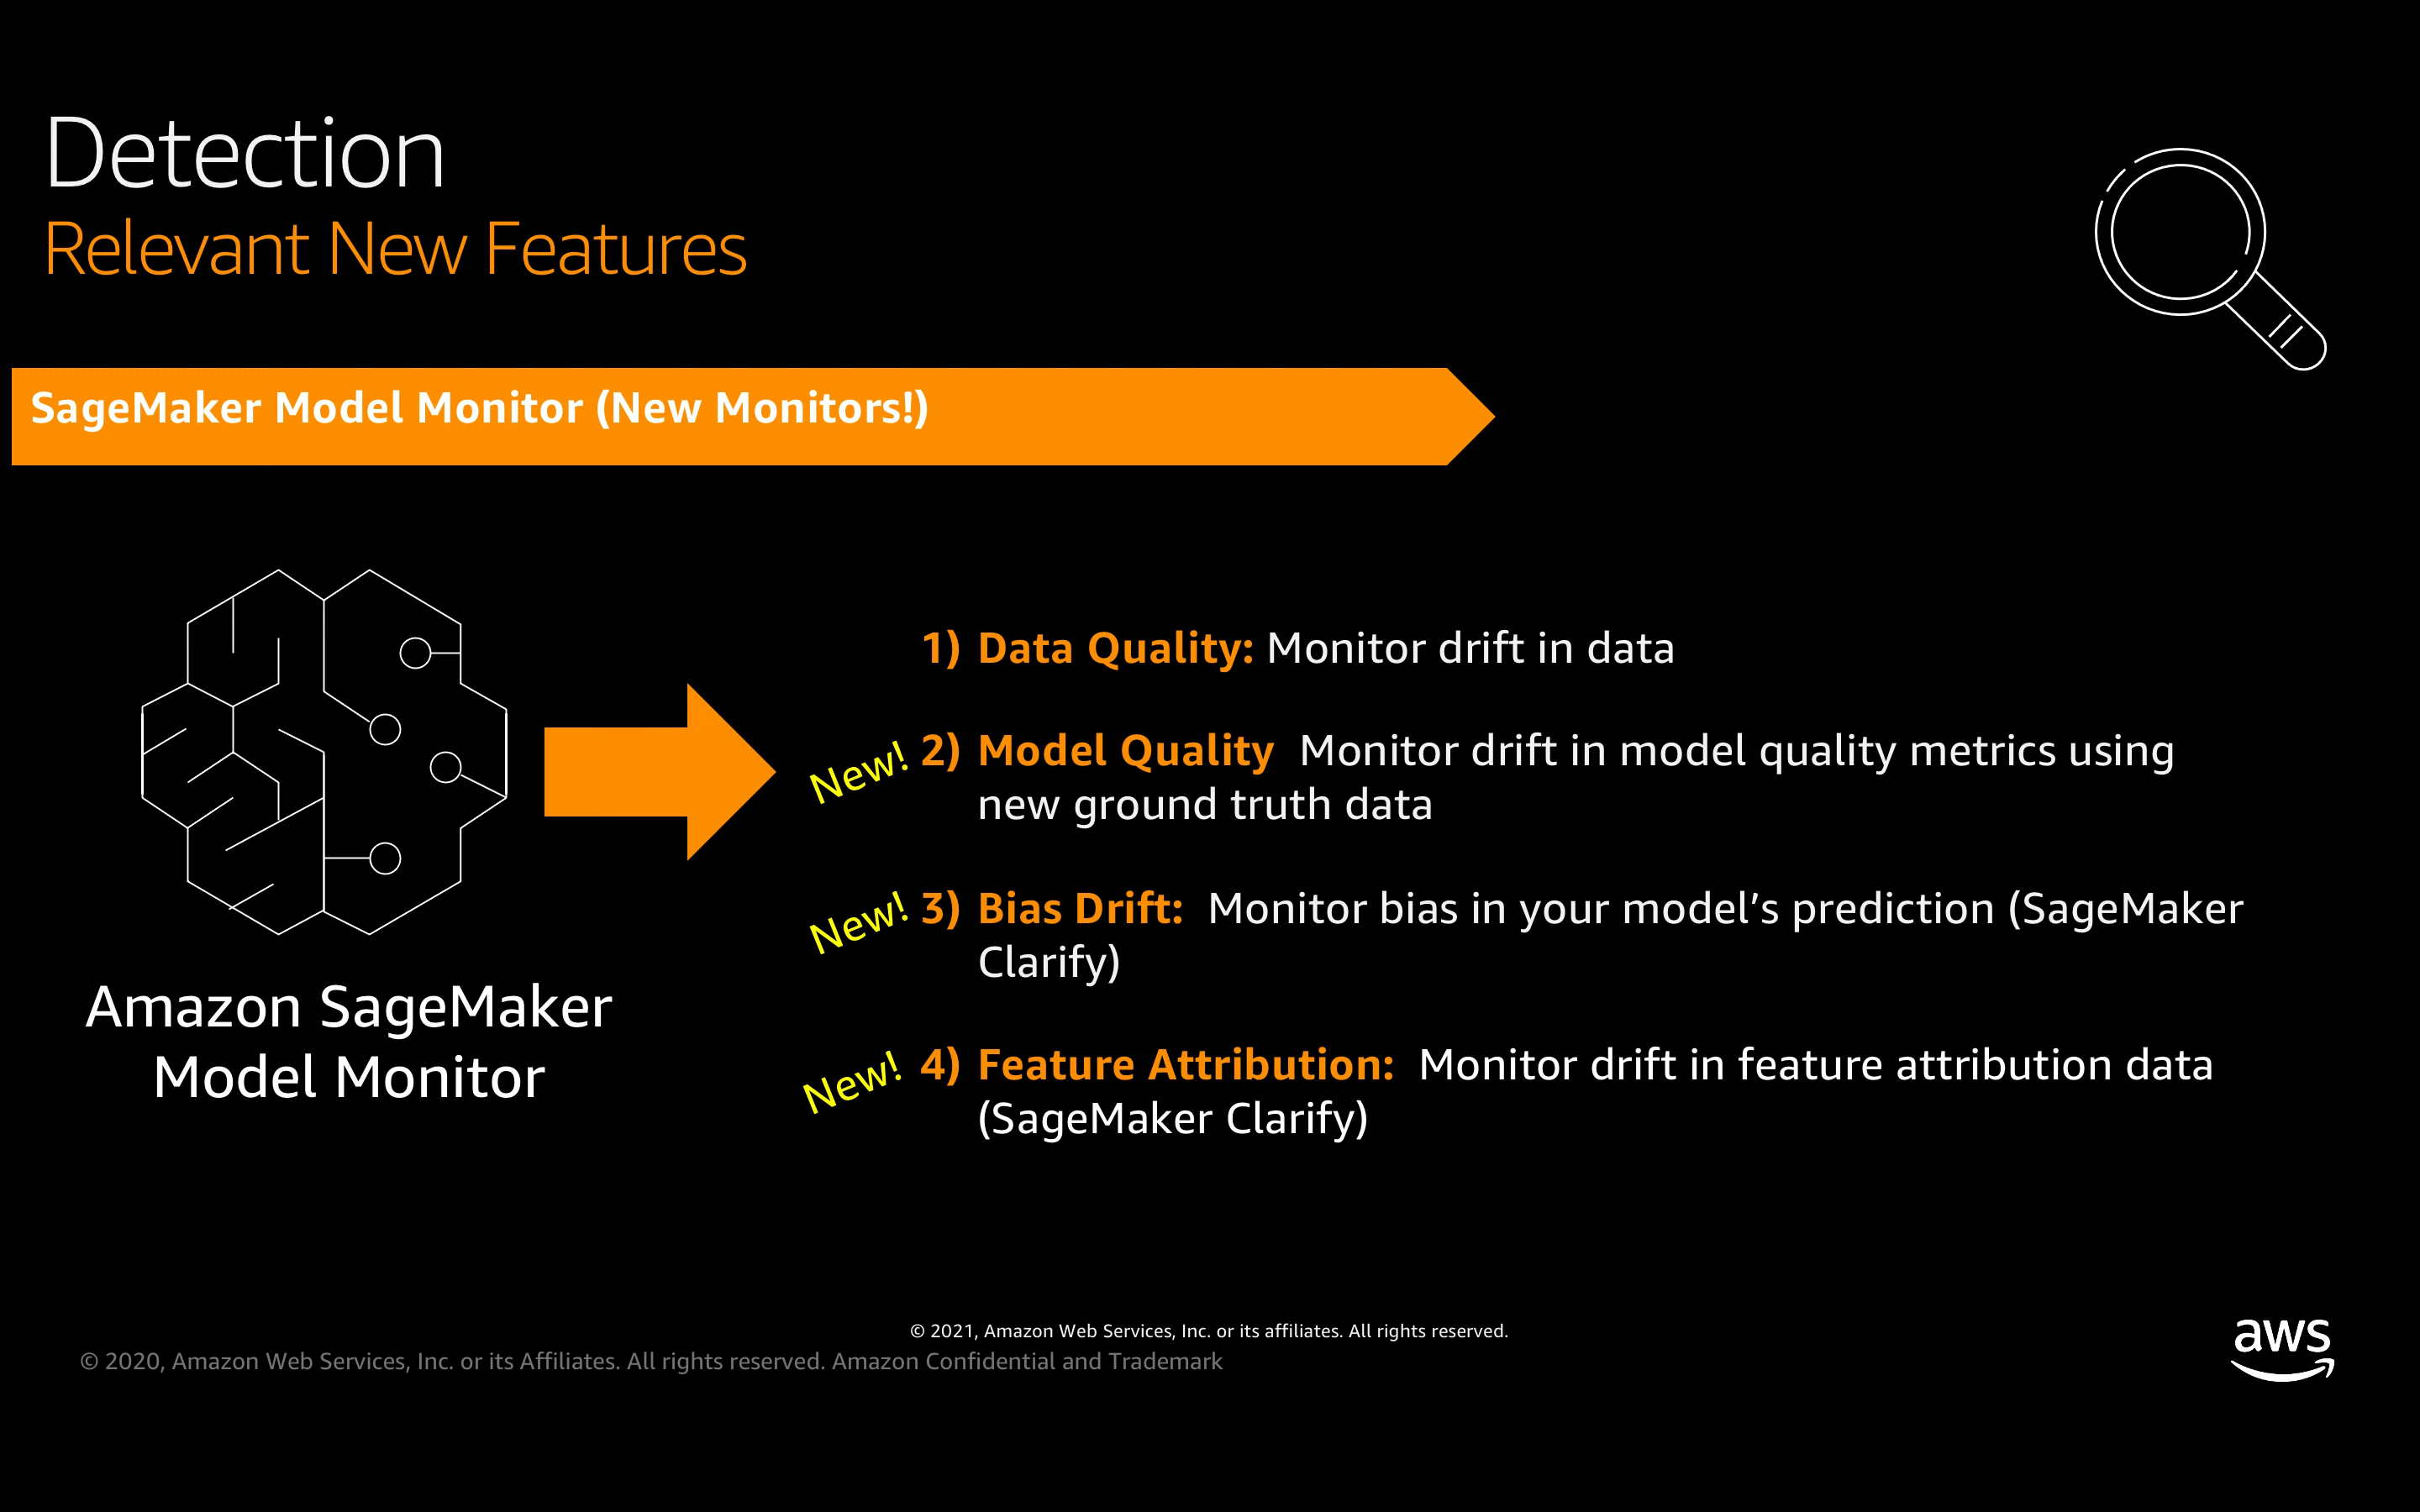 Detection
Relevant New Features
SageMaker Model Monitor (New Monitors!)
Amazon SageMaker
Model Monitor
1) Data Quality: Monitor drift in data
New! 2) Model Quality  Monitor drift in model quality metrics using
new ground truth data
New! 3) Bias Drift:  Monitor bias in your model’s prediction (SageMaker
Clarify)
New! 4) Feature Attribution:  Monitor drift in feature attribution data
(SageMaker Clarify)
© 2021, Amazon Web Services, Inc. or its affiliates. All rights reserved.
© 2020, Amazon Web Services, Inc. or its Affiliates. All rights reserved. Amazon Confidential and Trademark
aws